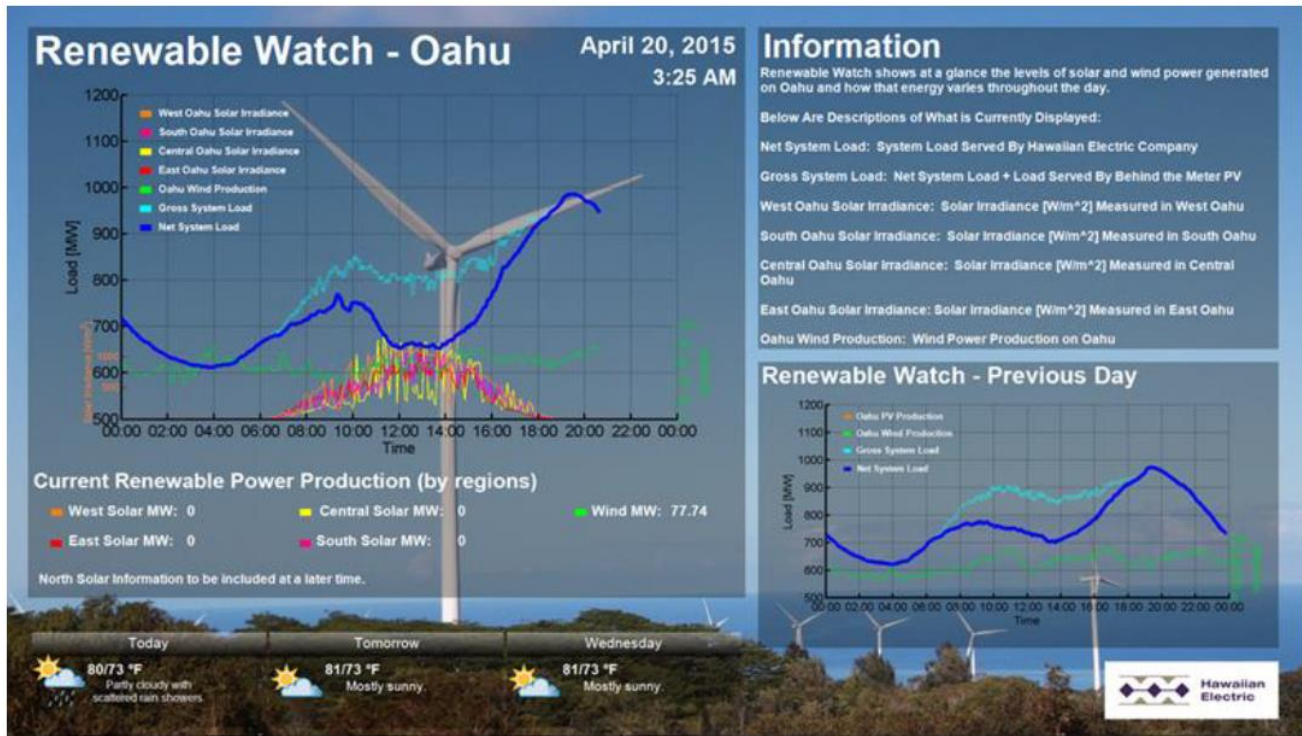 Renewable Watch - Oahu
April 20, 2015
3:25 AM
1200
1100
1000
900
800
700
600
500
Load [MW]
West Oahu Solar Irradiance
South Oahu Solar Irradiance
Central Oahu Solar Irradiance
East Oahu Solar Irradiance
Oahu Wind Production
Gross System Load
Net System Load
1000
500
00:00 02:00 04:00 06:00 08:00 10:00 12:00 14:00 16:00 18:00 20:00 22:00 00:00
Time
Current Renewable Power Production (by regions)
West Solar MW: 0
Central Solar MW: 0
Wind MW: 77.74
East Solar MW: 0
South Solar MW: 0
North Solar Information to be included at a later time.
Today
Tomorrow
Wednesday
80/73 °F
Partly cloudy with
scattered rain showers.
81/73 °F
Mostly sunny.
81/73 °F
Mostly sunny.
Information
Renewable Watch shows at a glance the levels of solar and wind power generated
on Oahu and how that energy varies throughout the day.
Below Are Descriptions of What is Currently Displayed:
Net System Load: System Load Served By Hawaiian Electric Company
Gross System Load: Net System Load + Load Served By Behind the Meter PV
West Oahu Solar Irradiance: Solar Irradiance [W/m^2] Measured in West Oahu
South Oahu Solar Irradiance: Solar Irradiance [W/m^2] Measured in South Oahu
Central Oahu Solar Irradiance: Solar Irradiance [W/m^2] Measured in Central
Oahu
East Oahu Solar Irradiance: Solar Irradiance [W/m^2] Measured in East Oahu
Oahu Wind Production: Wind Power Production on Oahu
Renewable Watch - Previous Day
1200
1100
1000
900
800
700
600
500
Load [MW]
Oahu PV Production
Oahu Wind Production
Gross System Load
Net System Load
00:00 02:00 04:00 06:00 08:00 10:00 12:00 14:00 16:00 18:00 20:00 22:00 00:00
Time
Hawaiian
Electric